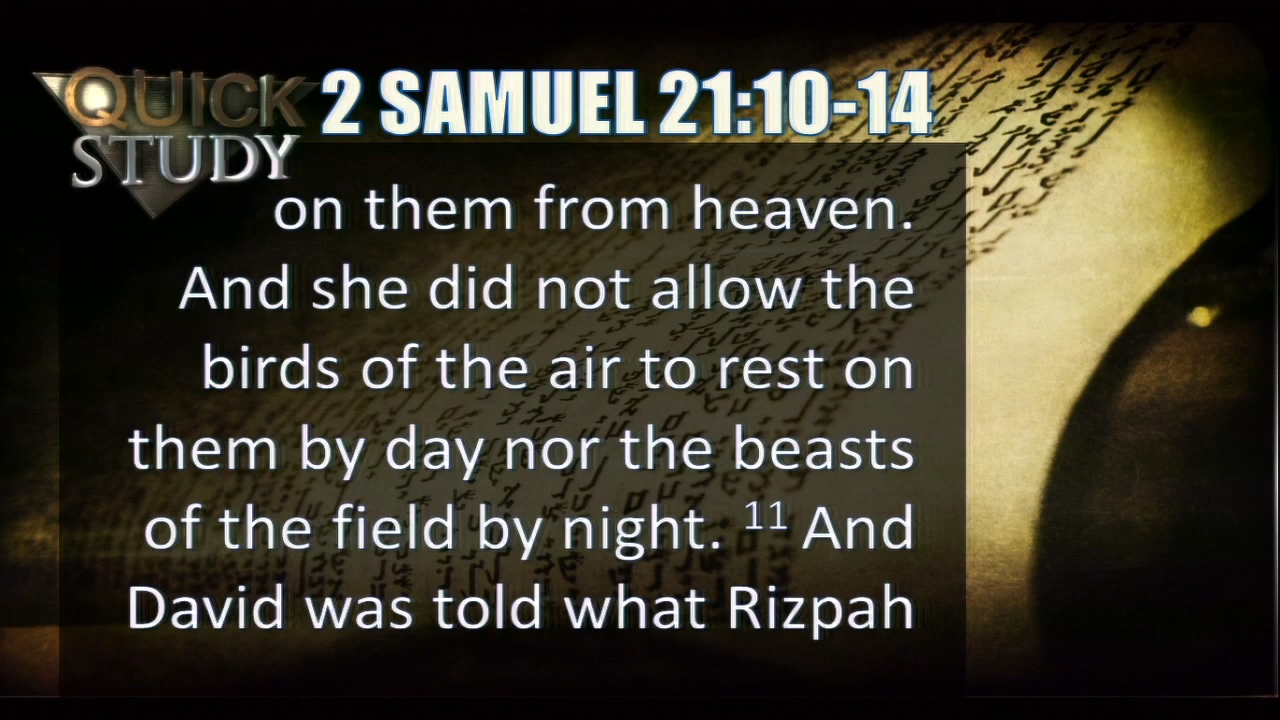 QUICK
STUDY
2 SAMUEL 21:10-14
on them from heaven.
And she did not allow the
birds of the air to rest on
them by day nor the beasts
of the field by night. 11 And
David was told what Rizpah